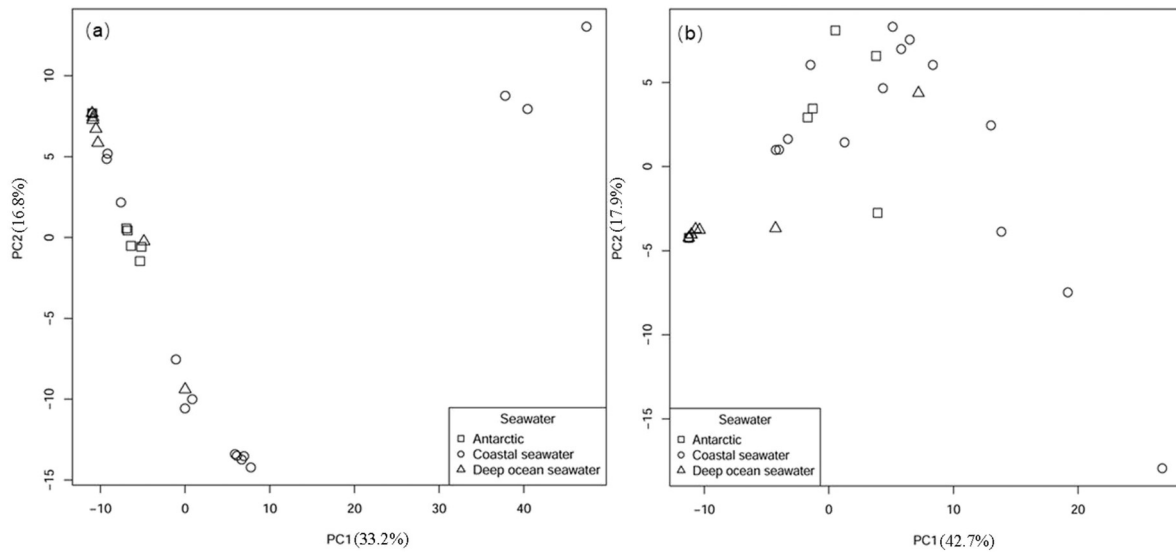 (a)
10
5
0
−5
−10
−15
PC2(16.8%)
−10 0 10 20 30 40
PC1(33.2%)
Seawater
Antarctic
Coastal seawater
Deep ocean seawater
(b)
5
0
−5
−10
−15
PC2(17.9%)
−10 0 10 20
PC1(42.7%)
Seawater
Antarctic
Coastal seawater
Deep ocean seawater